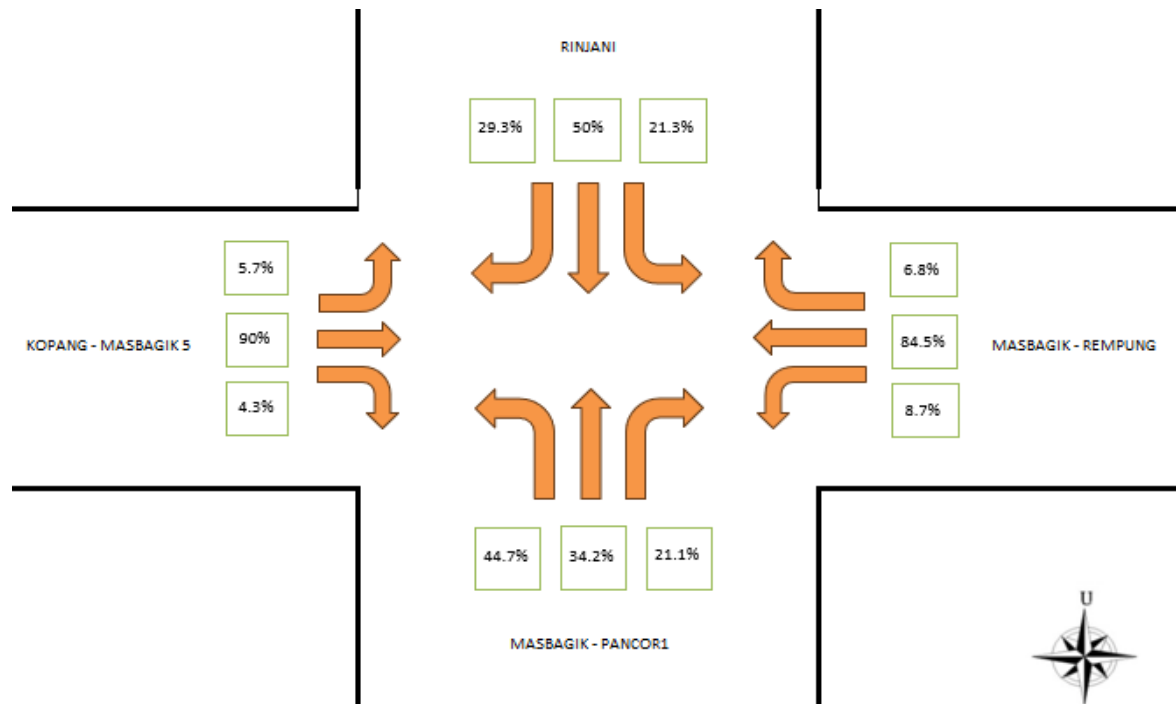 RINJANI
29.3% 50% 21.3%
5.7%
90%
4.3%
KOPANG - MASBAGIK 5
6.8%
84.5%
8.7%
MASBAGIK - REMPUNG
44.7% 34.2% 21.1%
MASBAGIK - PANCOR1
U